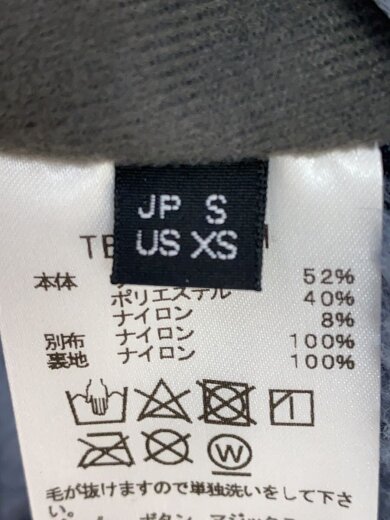 JP S
US XS
本体 52%
ポリエステル 40%
ナイロン 8%
別布 ナイロン 100%
裏地 ナイロン 100%
W
毛が抜けますので単独洗いをして下さ
い。